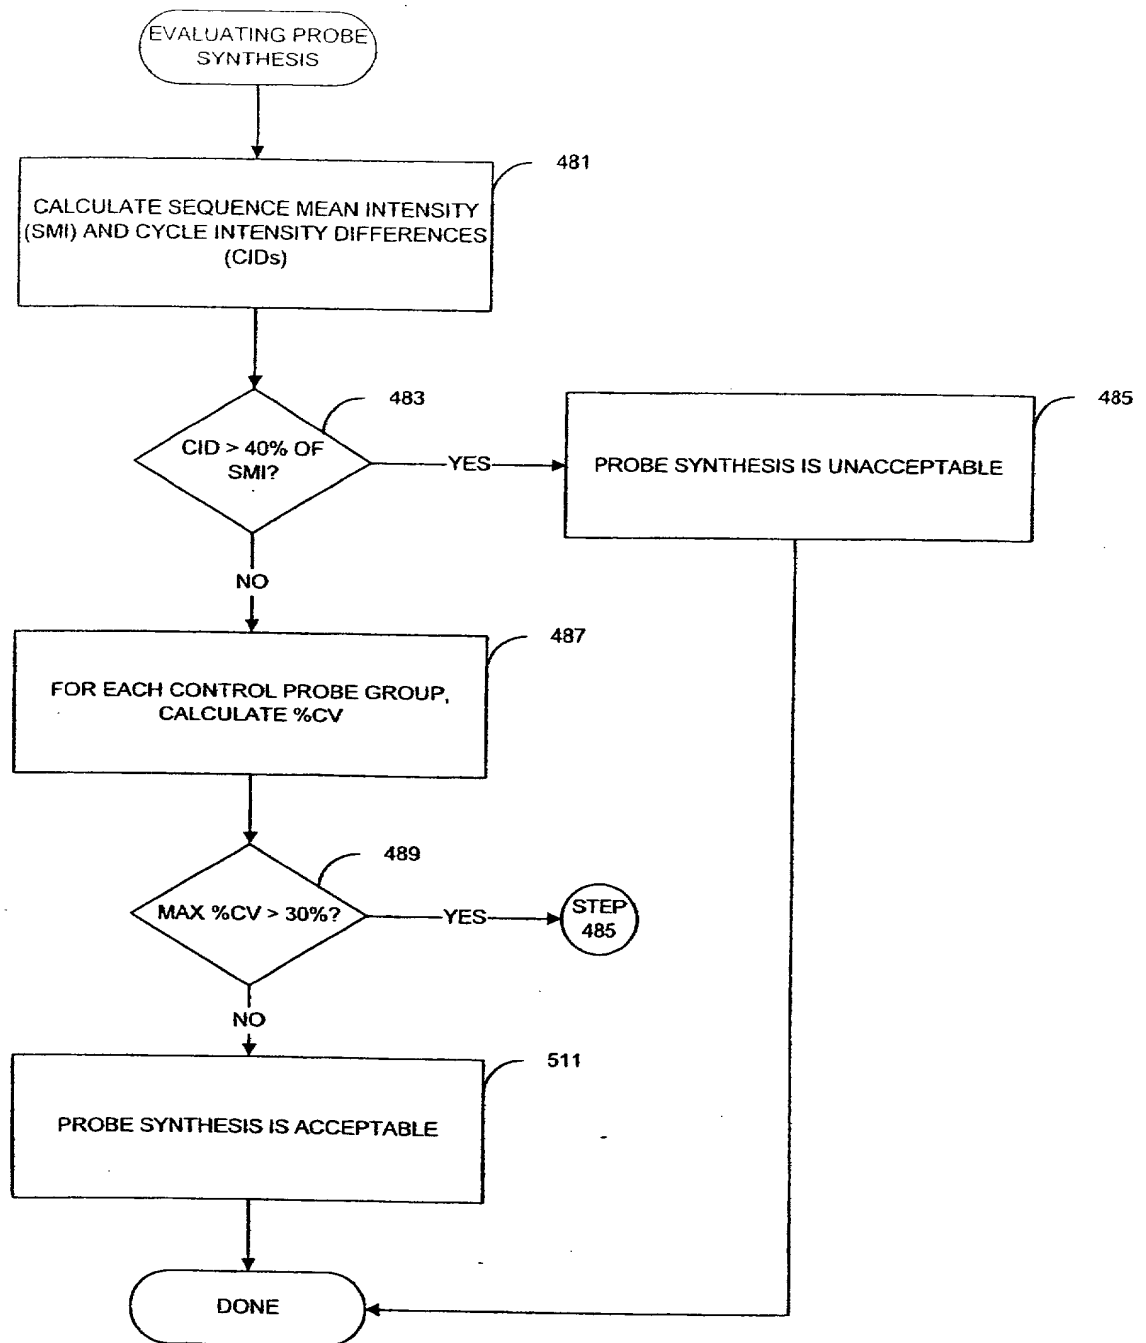 EVALUATING PROBE
SYNTHESIS
481
CALCULATE SEQUENCE MEAN INTENSITY
(SMI) AND CYCLE INTENSITY DIFFERENCES
(CIDs)
483
CID > 40% OF
SMI?
YES
485
PROBE SYNTHESIS IS UNACCEPTABLE
NO
487
FOR EACH CONTROL PROBE GROUP,
CALCULATE %CV
489
MAX %CV > 30%?
YES
STEP
485
NO
511
PROBE SYNTHESIS IS ACCEPTABLE
DONE